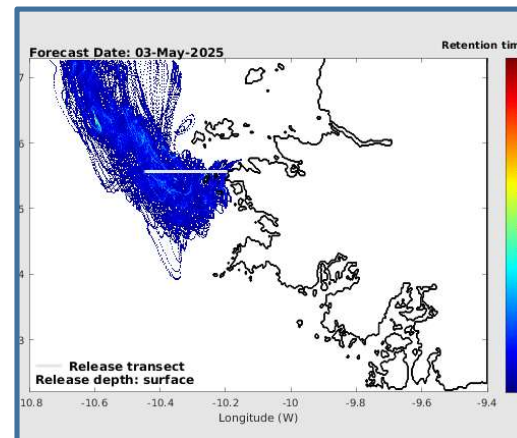 Forecast Date: 03-May-2025
Retention tim
7
6
5
4
3
Release transect
Release depth: surface
10.8 -10.6 -10.4 -10.2 -10 -9.8 -9.6 -9.4
Longitude (W)